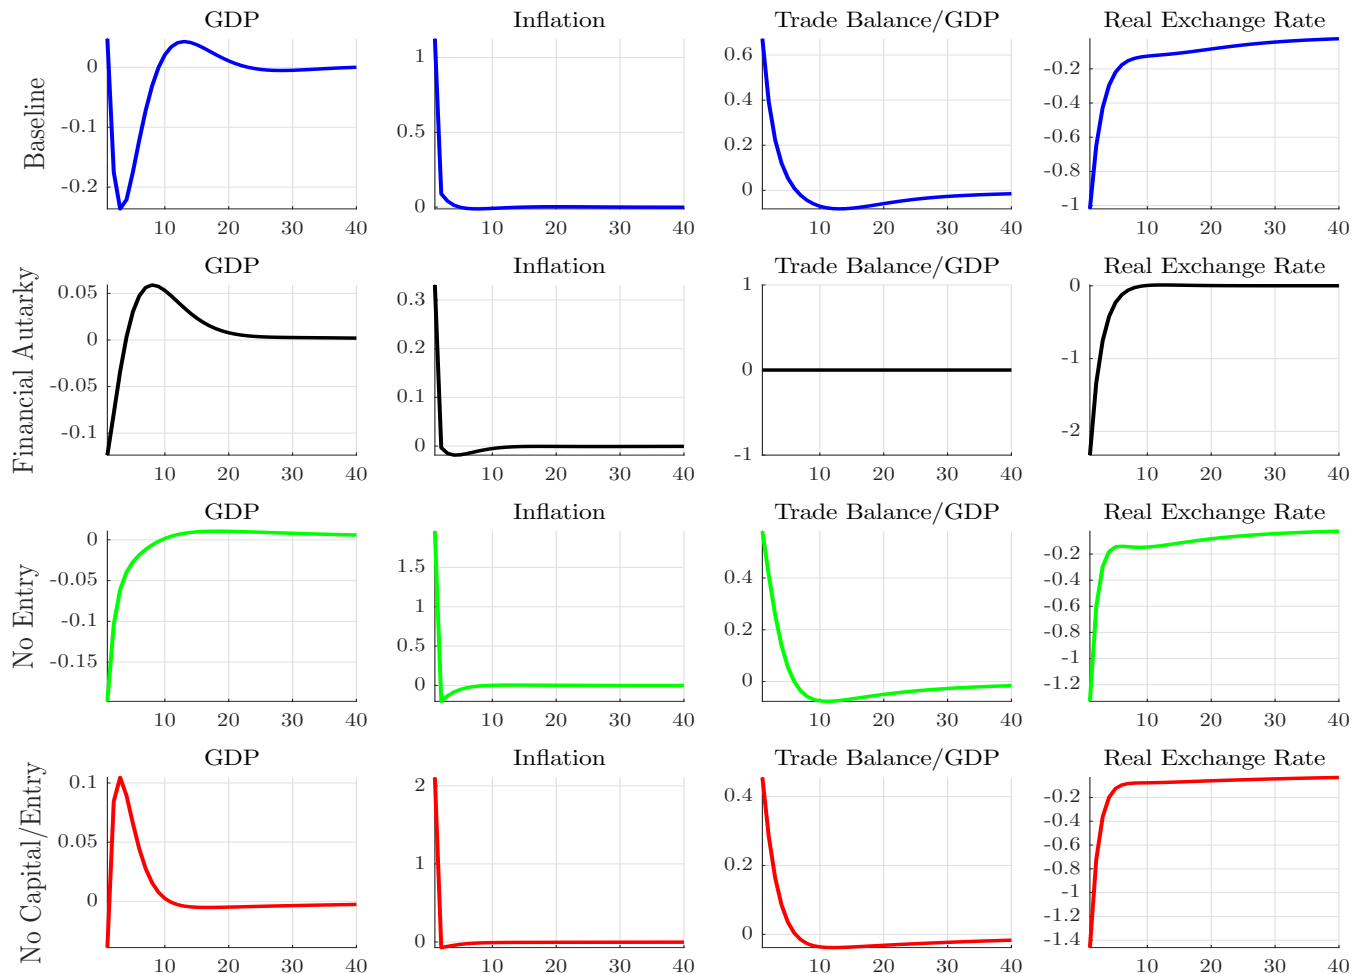 GDP Inflation Trade Balance/GDP Real Exchange Rate
Baseline
0 -0.1 -0.2
1 0.5 0
0.6 0.4 0.2 0
-0.2 -0.4 -0.6 -0.8 -1
10 20 30 40 10 20 30 40 10 20 30 40 10 20 30 40
GDP Inflation Trade Balance/GDP Real Exchange Rate
Financial Autarky
0.05 0 -0.05 -0.1
0.3 0.2 0.1 0
1 0 -1
0 -1 -2
10 20 30 40 10 20 30 40 10 20 30 40 10 20 30 40
GDP Inflation Trade Balance/GDP Real Exchange Rate
No Entry
0 -0.05 -0.1 -0.15
1.5 1 0.5 0
0.4 0.2 0
-0.2 -0.4 -0.6 -0.8 -1 -1.2
10 20 30 40 10 20 30 40 10 20 30 40 10 20 30 40
GDP Inflation Trade Balance/GDP Real Exchange Rate
No Capital/Entry
0.1 0.05 0
2 1 0
0.4 0.2 0
-0.2 -0.4 -0.6 -0.8 -1 -1.2 -1.4
10 20 30 40 10 20 30 40 10 20 30 40 10 20 30 40